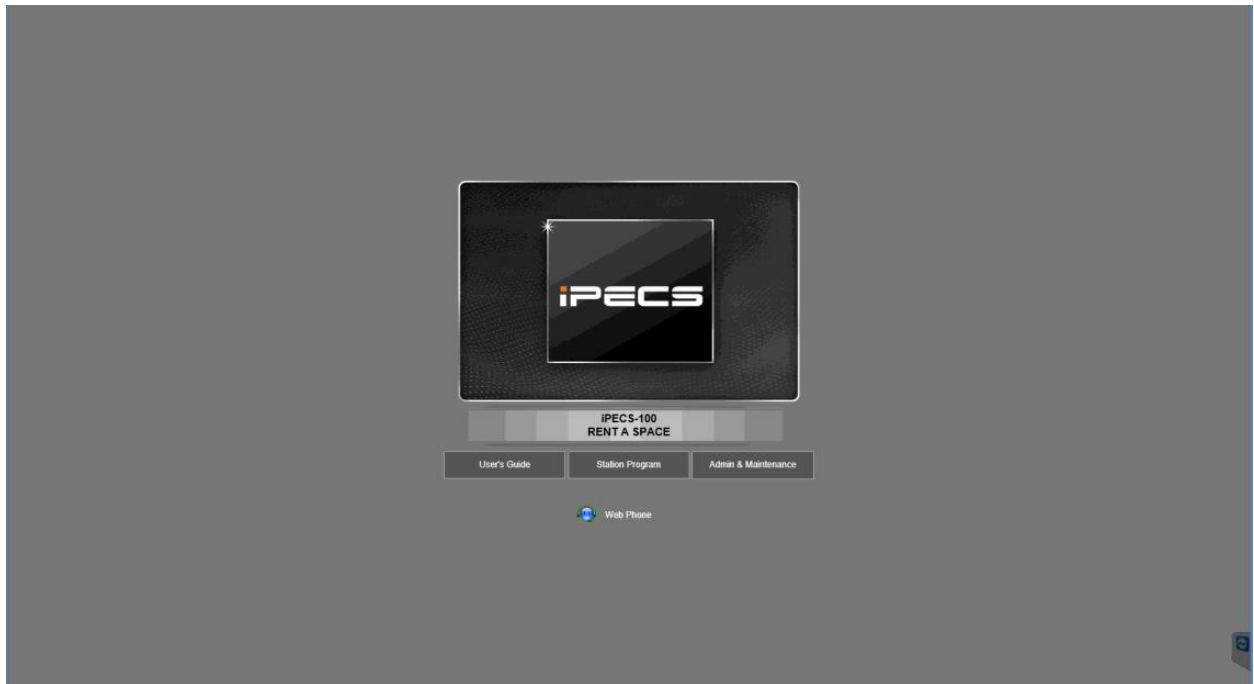 iPECS
iPECS-100
RENT A SPACE
User's Guide
Station Program
Admin & Maintenance
Web Phone